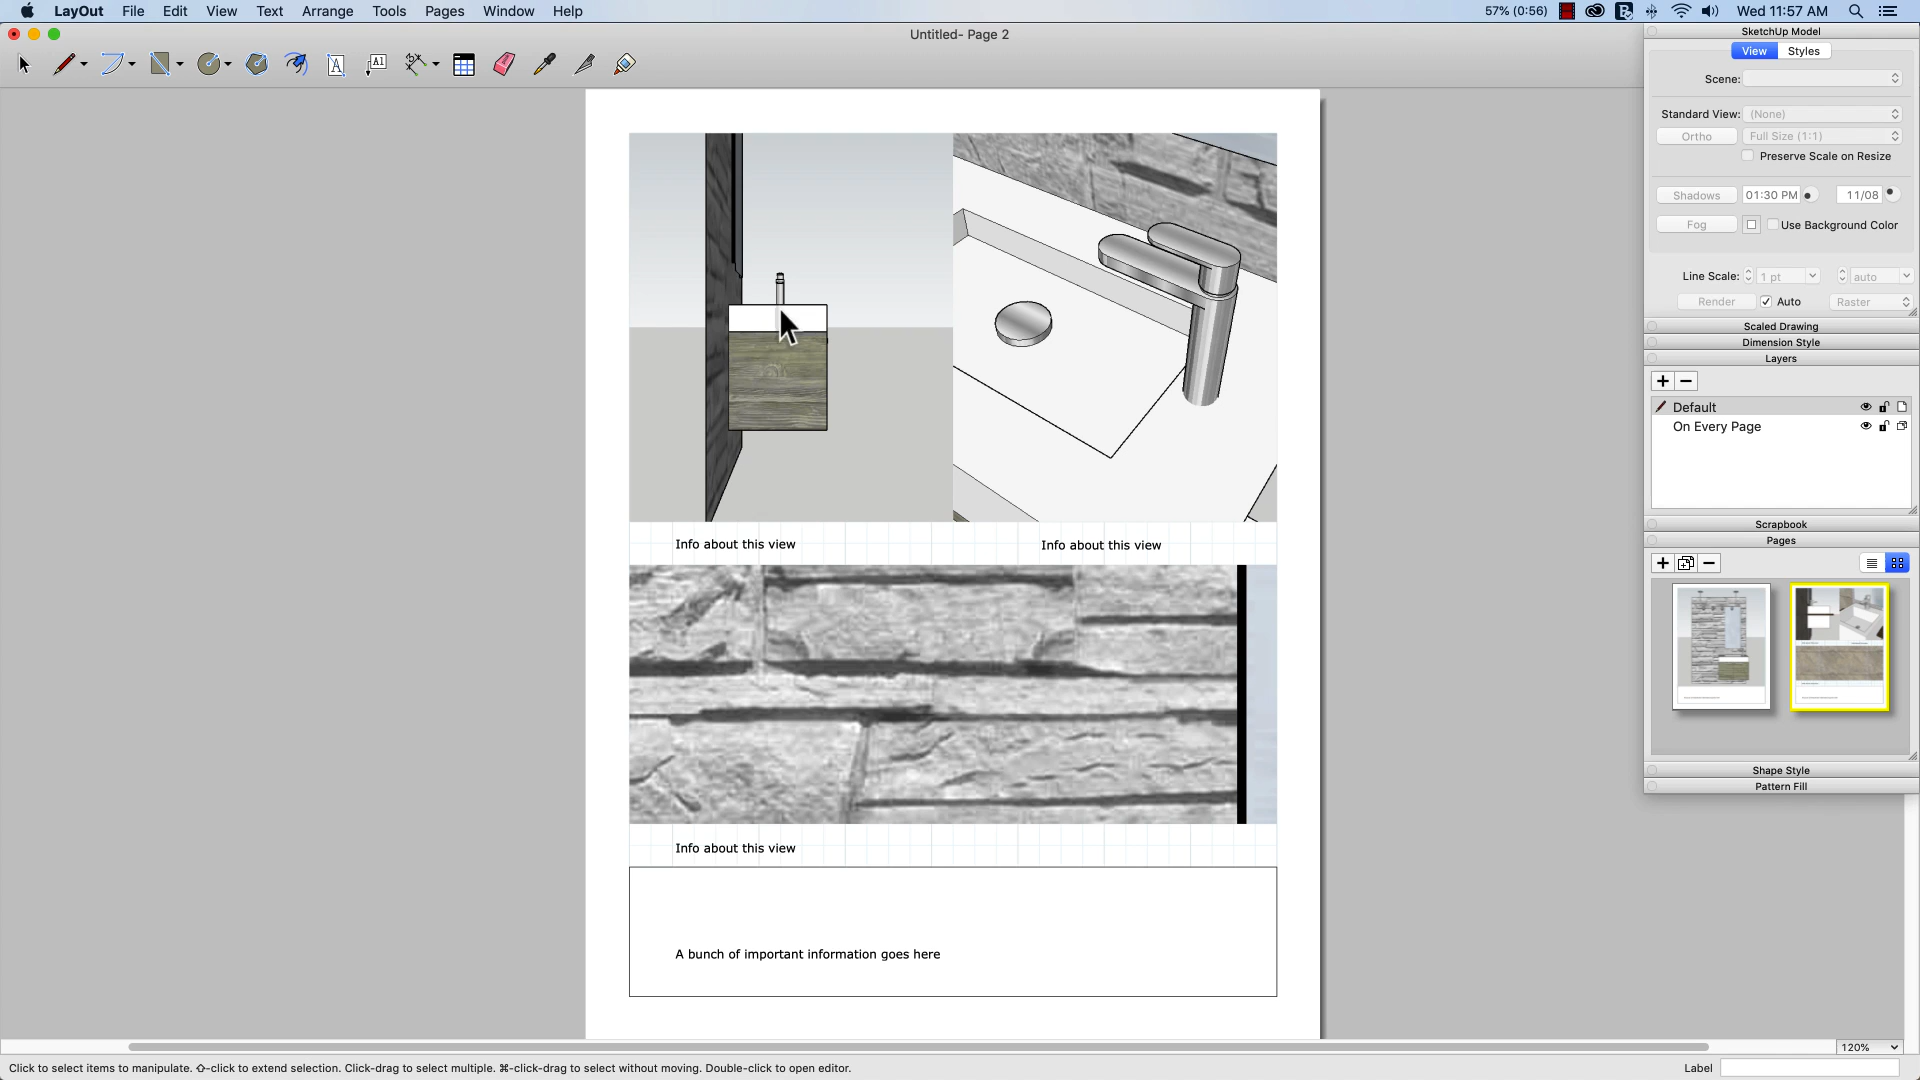 LayOut File Edit View Text Arrange Tools Pages Window Help
57% (0:56) Wed 11:57 AM
Untitled- Page 2
SketchUp Model
View Styles
Scene:
Standard View: (None)
Ortho Full Size (1:1)
Preserve Scale on Resize
Shadows 01:30 PM 11/08
Fog Use Background Color
Line Scale: 1 pt auto
Render Auto Raster
Scaled Drawing
Dimension Style
Layers
Default
On Every Page
Scrapbook
Pages
Shape Style
Pattern Fill
Info about this view
Info about this view
Info about this view
A bunch of important information goes here
120%
Click to select items to manipulate. ⇧-click to extend selection. Click-drag to select multiple. ⌘-click-drag to select without moving. Double-click to open editor.
Label